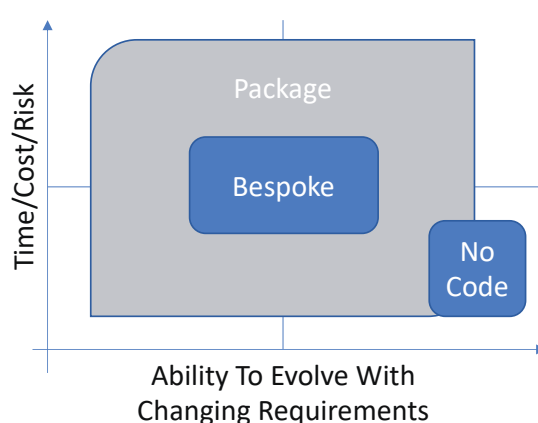 Time/Cost/Risk
Package
Bespoke
No
Code
Ability To Evolve With
Changing Requirements